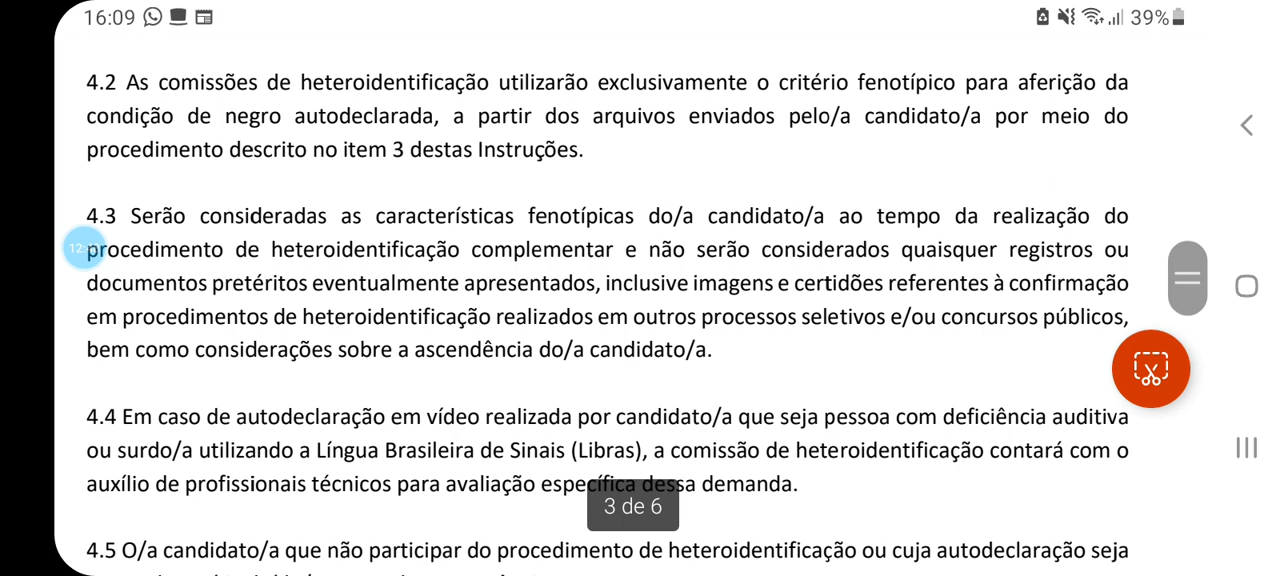 16:09 39%
4.2 As comissões de heteroidentificação utilizarão exclusivamente o critério fenotípico para aferição da
condição de negro autodeclarada, a partir dos arquivos enviados pelo/a candidato/a por meio do
procedimento descrito no item 3 destas Instruções.
4.3 Serão consideradas as características fenotípicas do/a candidato/a ao tempo da realização do
procedimento de heteroidentificação complementar e não serão considerados quaisquer registros ou
documentos pretéritos eventualmente apresentados, inclusive imagens e certidões referentes à confirmação
em procedimentos de heteroidentificação realizados em outros processos seletivos e/ou concursos públicos,
bem como considerações sobre a ascendência do/a candidato/a.
4.4 Em caso de autodeclaração em vídeo realizada por candidato/a que seja pessoa com deficiência auditiva
ou surdo/a utilizando a Língua Brasileira de Sinais (Libras), a comissão de heteroidentificação contará com o
auxílio de profissionais técnicos para avaliação específica dessa demanda.
3 de 6
4.5 O/a candidato/a que não participar do procedimento de heteroidentificação ou cuja autodeclaração seja